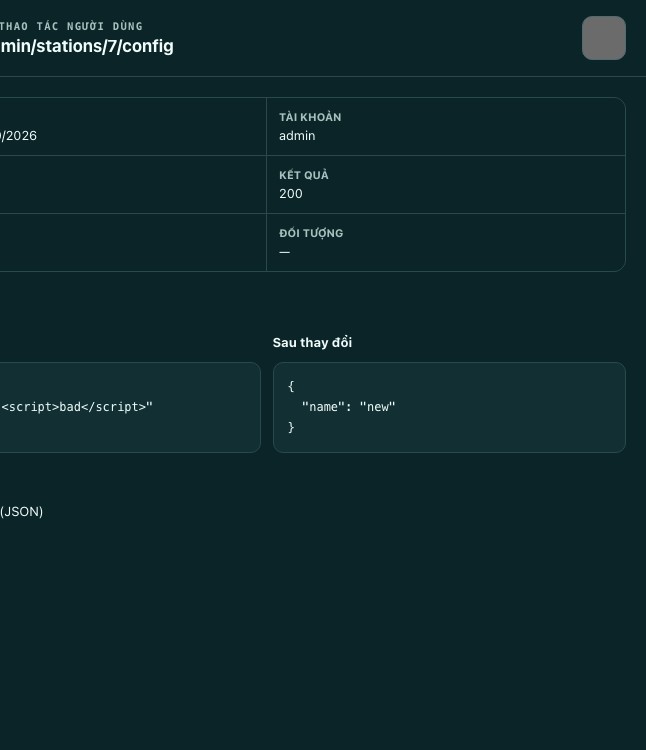 THAO TÁC NGƯỜI DÙNG
min/stations/7/config
TÀI KHOẢN
/2026
admin
KẾT QUẢ
200
ĐỐI TƯỢNG
—
Sau thay đổi
<script>bad</script>"
{
"name": "new"
}
(JSON)